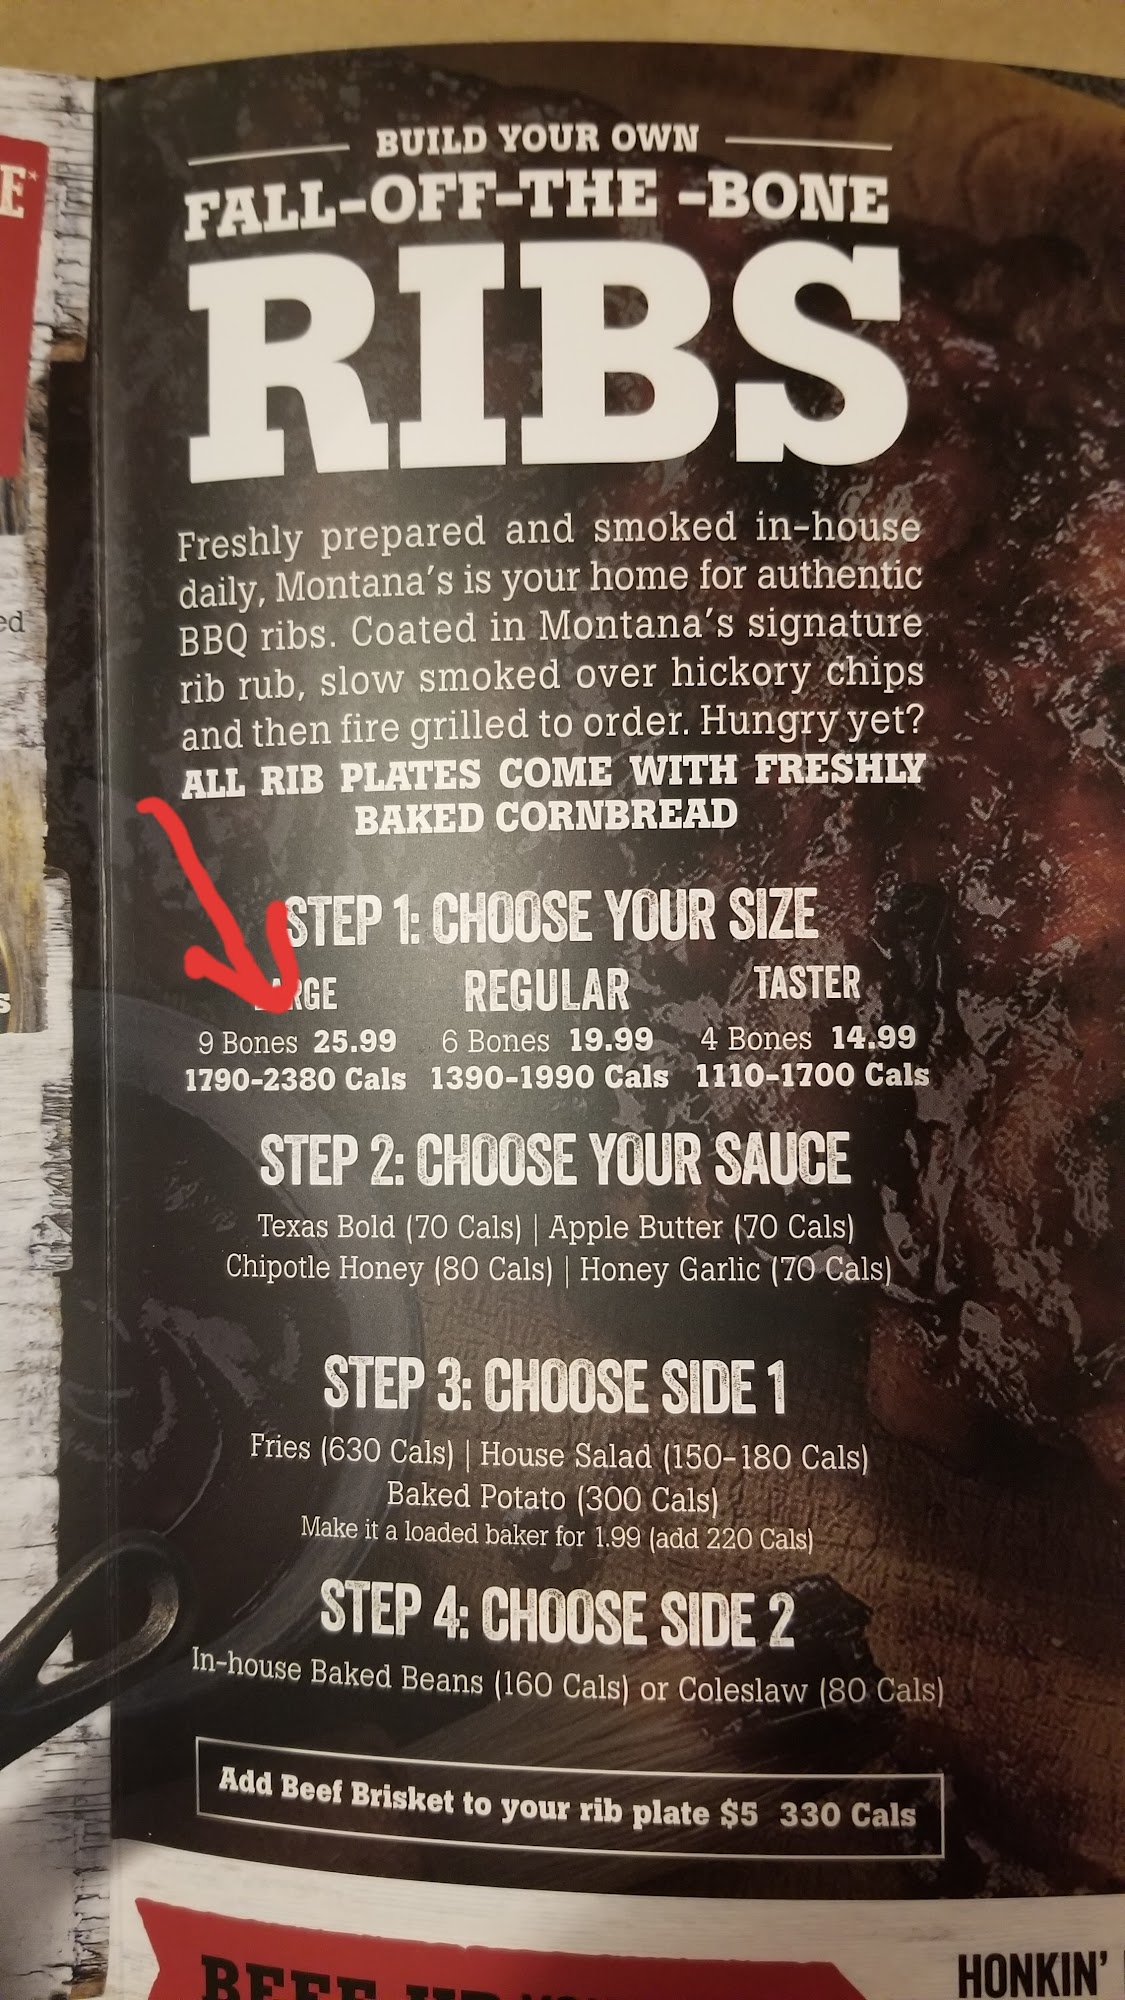 BUILD YOUR OWN
FALL-OFF-THE -BONE
RIBS
Freshly prepared and smoked in-house
daily, Montana's is your home for authentic
BBQ ribs. Coated in Montana's signature
rib rub, slow smoked over hickory chips
and then fire grilled to order. Hungry yet?
ALL RIB PLATES COME WITH FRESHLY
BAKED CORNBREAD
STEP 1: CHOOSE YOUR SIZE
LARGE REGULAR TASTER
9 Bones 25.99 6 Bones 19.99 4 Bones 14.99
1790-2380 Cals 1390-1990 Cals 1110-1700 Cals
STEP 2: CHOOSE YOUR SAUCE
Texas Bold (70 Cals) | Apple Butter (70 Cals)
Chipotle Honey (80 Cals) | Honey Garlic (70 Cals)
STEP 3: CHOOSE SIDE 1
Fries (630 Cals) | House Salad (150-180 Cals)
Baked Potato (300 Cals)
Make it a loaded baker for 1.99 (add 220 Cals)
STEP 4: CHOOSE SIDE 2
In-house Baked Beans (160 Cals) or Coleslaw (80 Cals)
Add Beef Brisket to your rib plate $5 330 Cals
HONKIN'